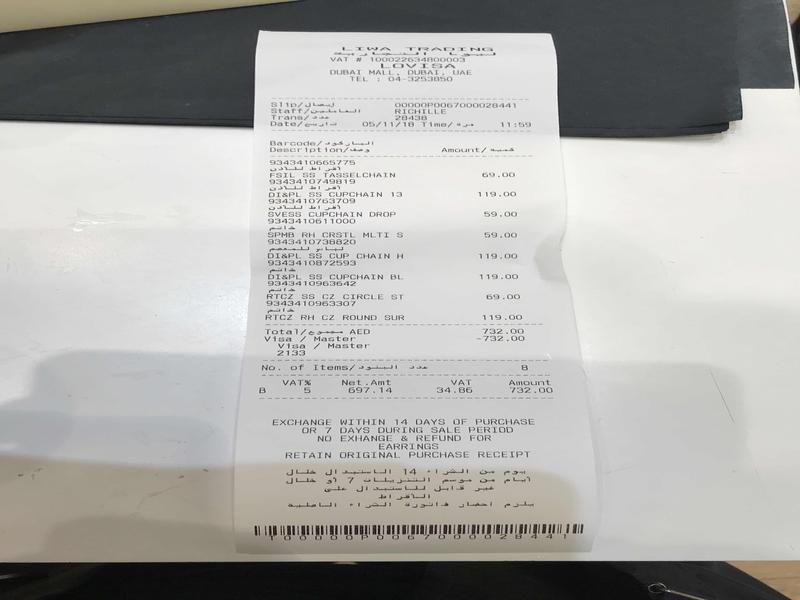 LIWA TRADING
ليوا التجارية
VAT # 100022634800003
LOVISA
DUBAI MALL, DUBAI, UAE
TEL : 04-3253850
Slip/إيصال 00000P0067000028441
Staff/العاملين RICHILLE
Trans/عدد 28438
Date/تاريخ 05/11/18 Time/مرة 11:59
Barcode/الباركود
Description/وصف Amount/كمية
9343410665775
أقراط للأذن
FSIL SS TASSELCHAIN 69.00
9343410749819
أقراط للأذن
DI&PL SS CUPCHAIN 13 119.00
9343410763709
أقراط للأذن
SVESS CUPCHAIN DROP 59.00
9343410611000
خاتم
SPMB RH CRSTL MLTI S 59.00
9343410738820
للمعصم
DI&PL SS CUP CHAIN H 119.00
9343410872593
خاتم
DI&PL SS CUPCHAIN BL 119.00
9343410963642
خاتم
RTCZ SS CZ CIRCLE ST 69.00
9343410963307
خاتم
RTCZ RH CZ ROUND SUR 119.00
Total/مجموع AED 732.00
Visa / Master -732.00
Visa / Master
2133
No. of Items/عدد البنود 8
VAT% Net.Amt VAT Amount
B 5 697.14 34.86 732.00
EXCHANGE WITHIN 14 DAYS OF PURCHASE
OR 7 DAYS DURING SALE PERIOD
NO EXHANGE & REFUND FOR
EARRINGS
RETAIN ORIGINAL PURCHASE RECEIPT
يوم من الشراء 14 الاستبدال خلال
أيام من موسم التنزيلات 7 أو خلال
غير قابل للاستبدال على
الأقراط
يلزم احضار فاتورة الشراء الاصلية
100000P0067000028441